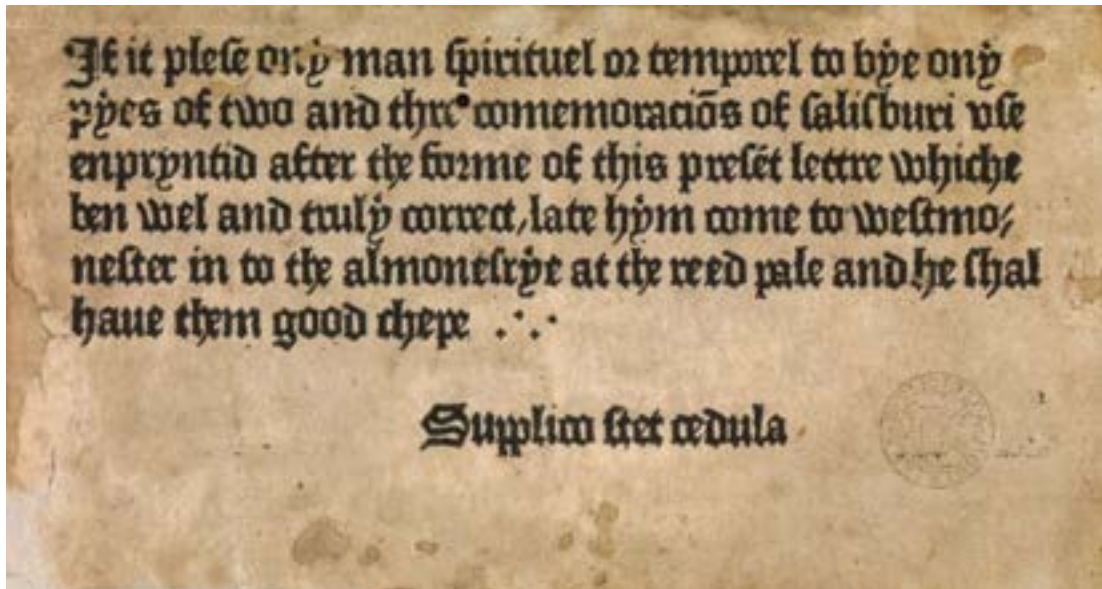 If it plese ony man spirituel or temporel to bye ony
pyes of two and thre comemoraciõs of salisburi vse
enpryntid after the forme of this presẽt lettre whiche
ben wel and truly correct, late hym come to westmo/
nester in to the almonesrye at the reed pale and he shal
haue them good chepe
Supplico stet cedula